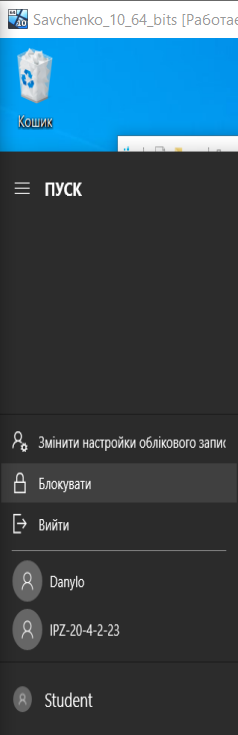 Savchenko_10_64_bits [Работае
Кошик
ПУСК
Змінити настройки облікового запис
Блокувати
Вийти
Danylo
IPZ-20-4-2-23
Student